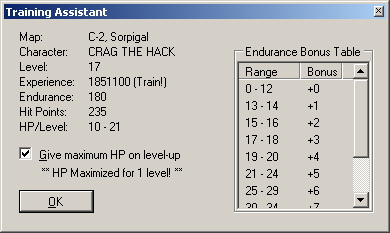 Training Assistant
Map: C-2, Sorpigal
Character: CRAG THE HACK
Level: 17
Experience: 1851100 (Train!)
Endurance: 180
Hit Points: 235
HP/Level: 10 - 21
Give maximum HP on level-up
** HP Maximized for 1 level! **
OK
Endurance Bonus Table
Range Bonus
0 - 12 +0
13 - 14 +1
15 - 16 +2
17 - 18 +3
19 - 20 +4
21 - 24 +5
25 - 29 +6
30 - 34 +7